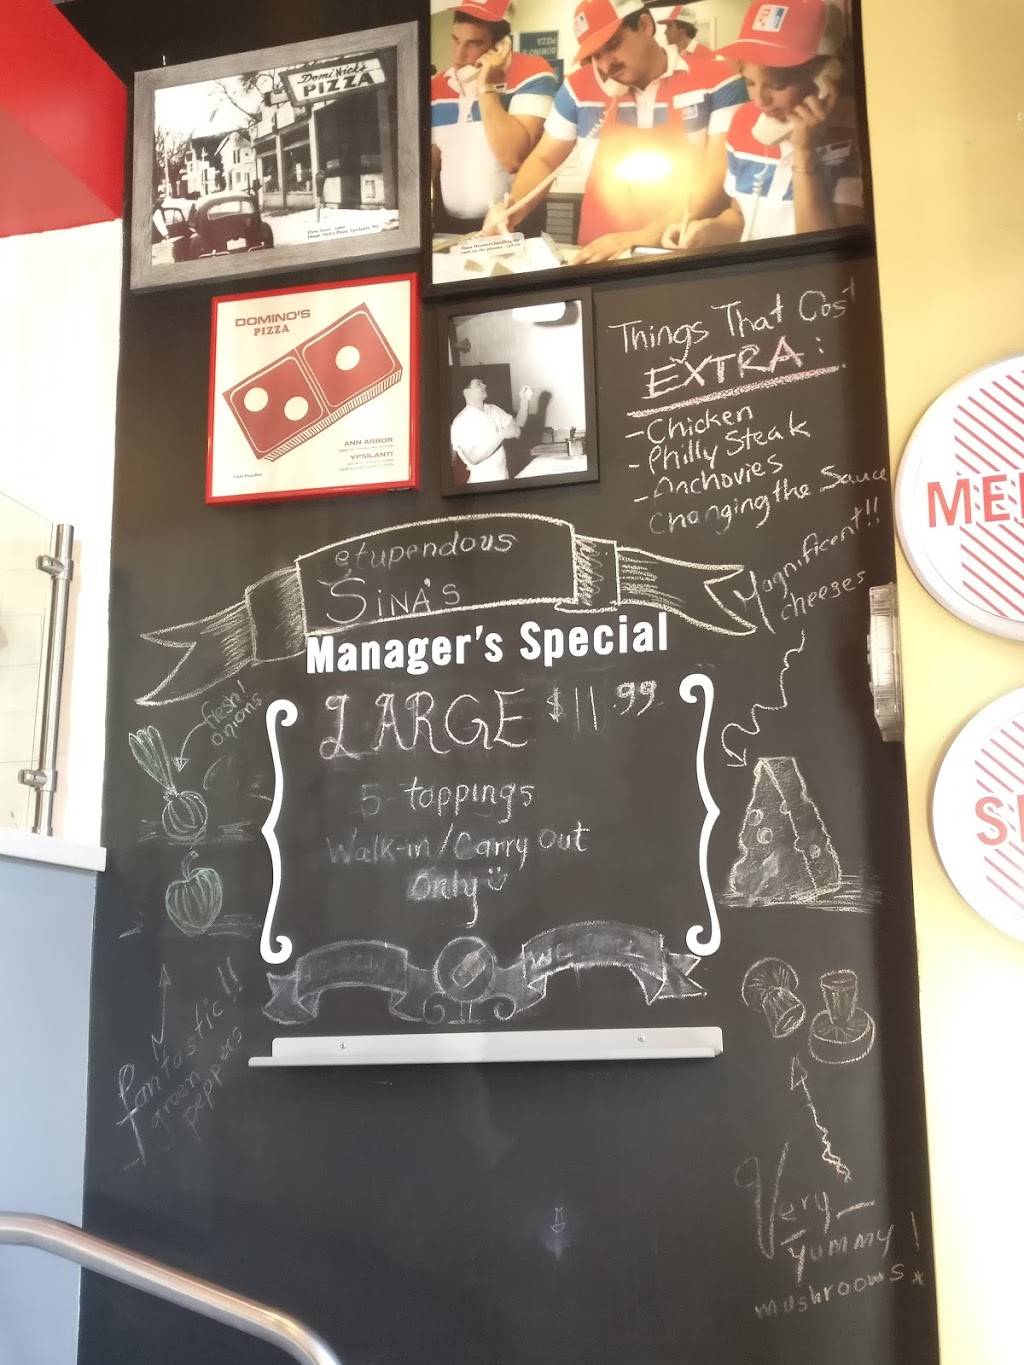 Domi Nick's
PIZZA
DOMINO'S
PIZZA
ANN ARBOR
YPSILANTI
Things That Cost
EXTRA:
- Chicken
- Philly Steak
- Anchovies
Changing the Sauce
Magnificent!!
cheeses
stupendous
SINA'S
Manager's Special
LARGE $11.99
5 toppings
Walk-in/Carry out
Only
fresh!
onions
fantastic!!
green
peppers
Very
yummy!
mushrooms
ME
S